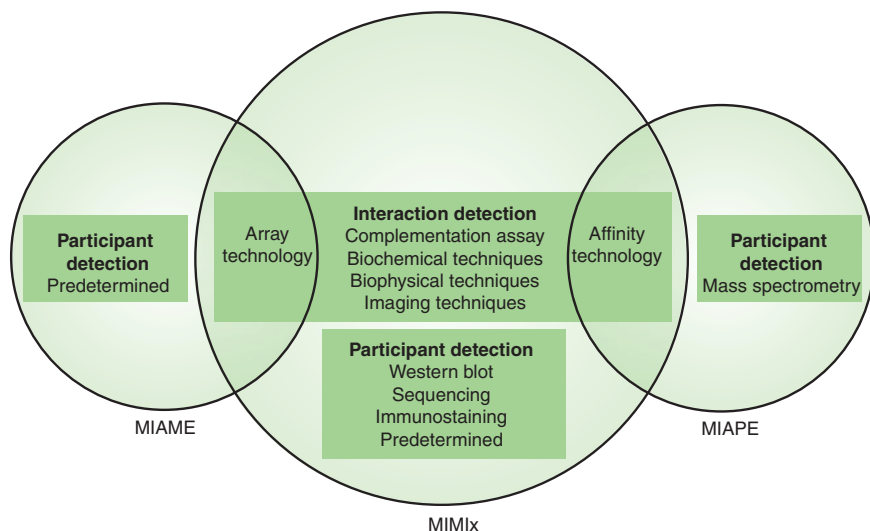 Participant
detection
Predetermined
Array
technology
Interaction detection
Complementation assay
Biochemical techniques
Biophysical techniques
Imaging techniques
Affinity
technology
Participant
detection
Mass spectrometry
Participant detection
Western blot
Sequencing
Immunostaining
Predetermined
MIAME
MIAPE
MIMIx